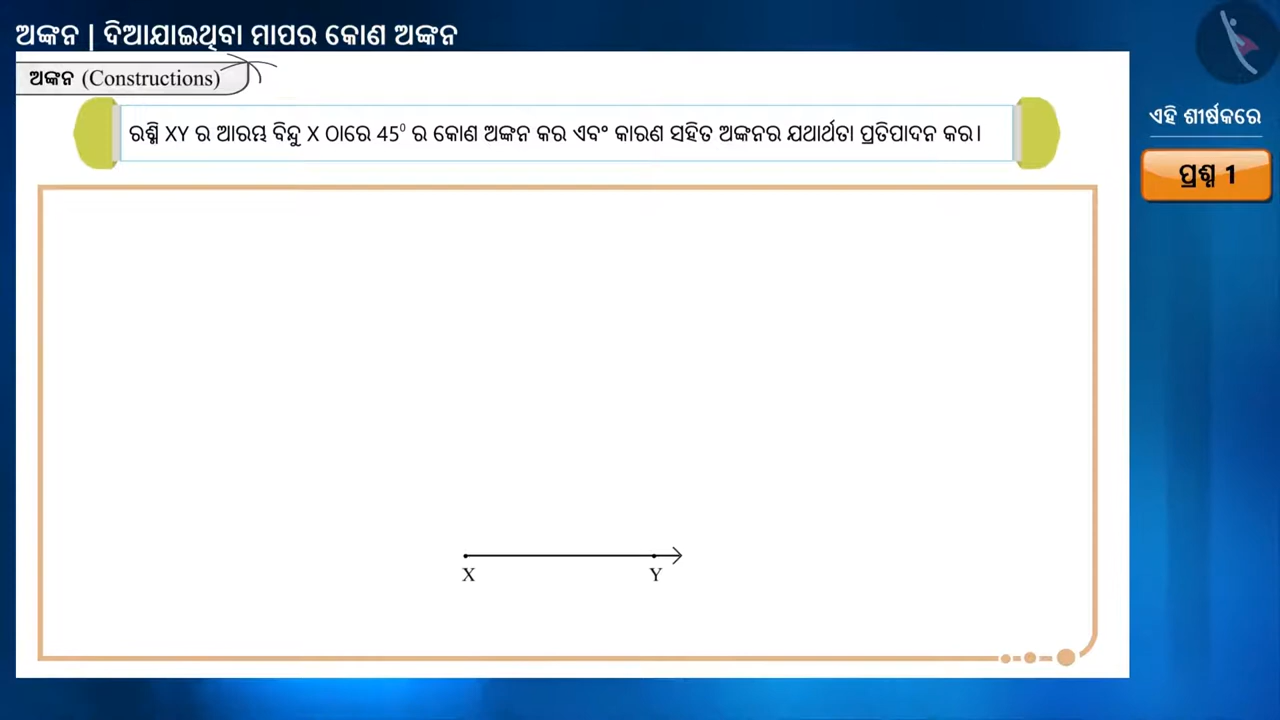 ଅଙ୍କନ | ଦିଆଯାଇଥିବା ମାପର କୋଣ ଅଙ୍କନ
ଅଙ୍କନ (Constructions)
ରଶ୍ମି XY ର ଆରମ୍ଭ ବିନ୍ଦୁ X ଠାରେ 45⁰ ର କୋଣ ଅଙ୍କନ କର ଏବଂ କାରଣ ସହିତ ଅଙ୍କନର ଯଥାର୍ଥତା ପ୍ରତିପାଦନ କର।
ଏହି ଶୀର୍ଷକରେ
ପ୍ରଶ୍ନ 1
X Y